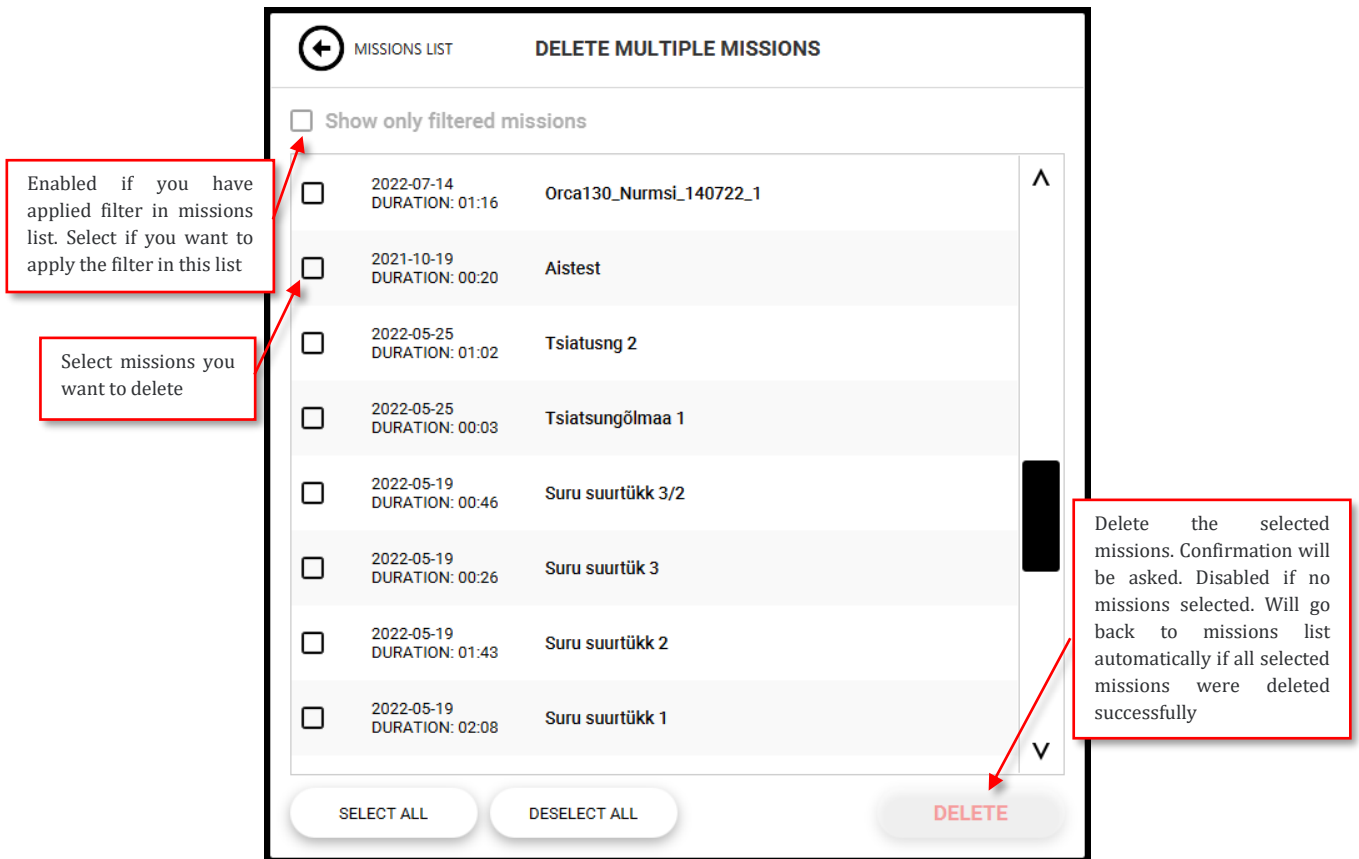 MISSIONS LIST
DELETE MULTIPLE MISSIONS
Show only filtered missions
Enabled if you have
applied filter in missions
list. Select if you want to
apply the filter in this list
Select missions you
want to delete
2022-07-14
DURATION: 01:16
Orca130_Nurmsi_140722_1
2021-10-19
DURATION: 00:20
Aistest
2022-05-25
DURATION: 01:02
Tsiatusng 2
2022-05-25
DURATION: 00:03
Tsiatsungõlmaa 1
2022-05-19
DURATION: 00:46
Suru suurtükk 3/2
2022-05-19
DURATION: 00:26
Suru suurtük 3
2022-05-19
DURATION: 01:43
Suru suurtükk 2
2022-05-19
DURATION: 02:08
Suru suurtükk 1
Delete the selected
missions. Confirmation will
be asked. Disabled if no
missions selected. Will go
back to missions list
automatically if all selected
missions were deleted
successfully
SELECT ALL
DESELECT ALL
DELETE